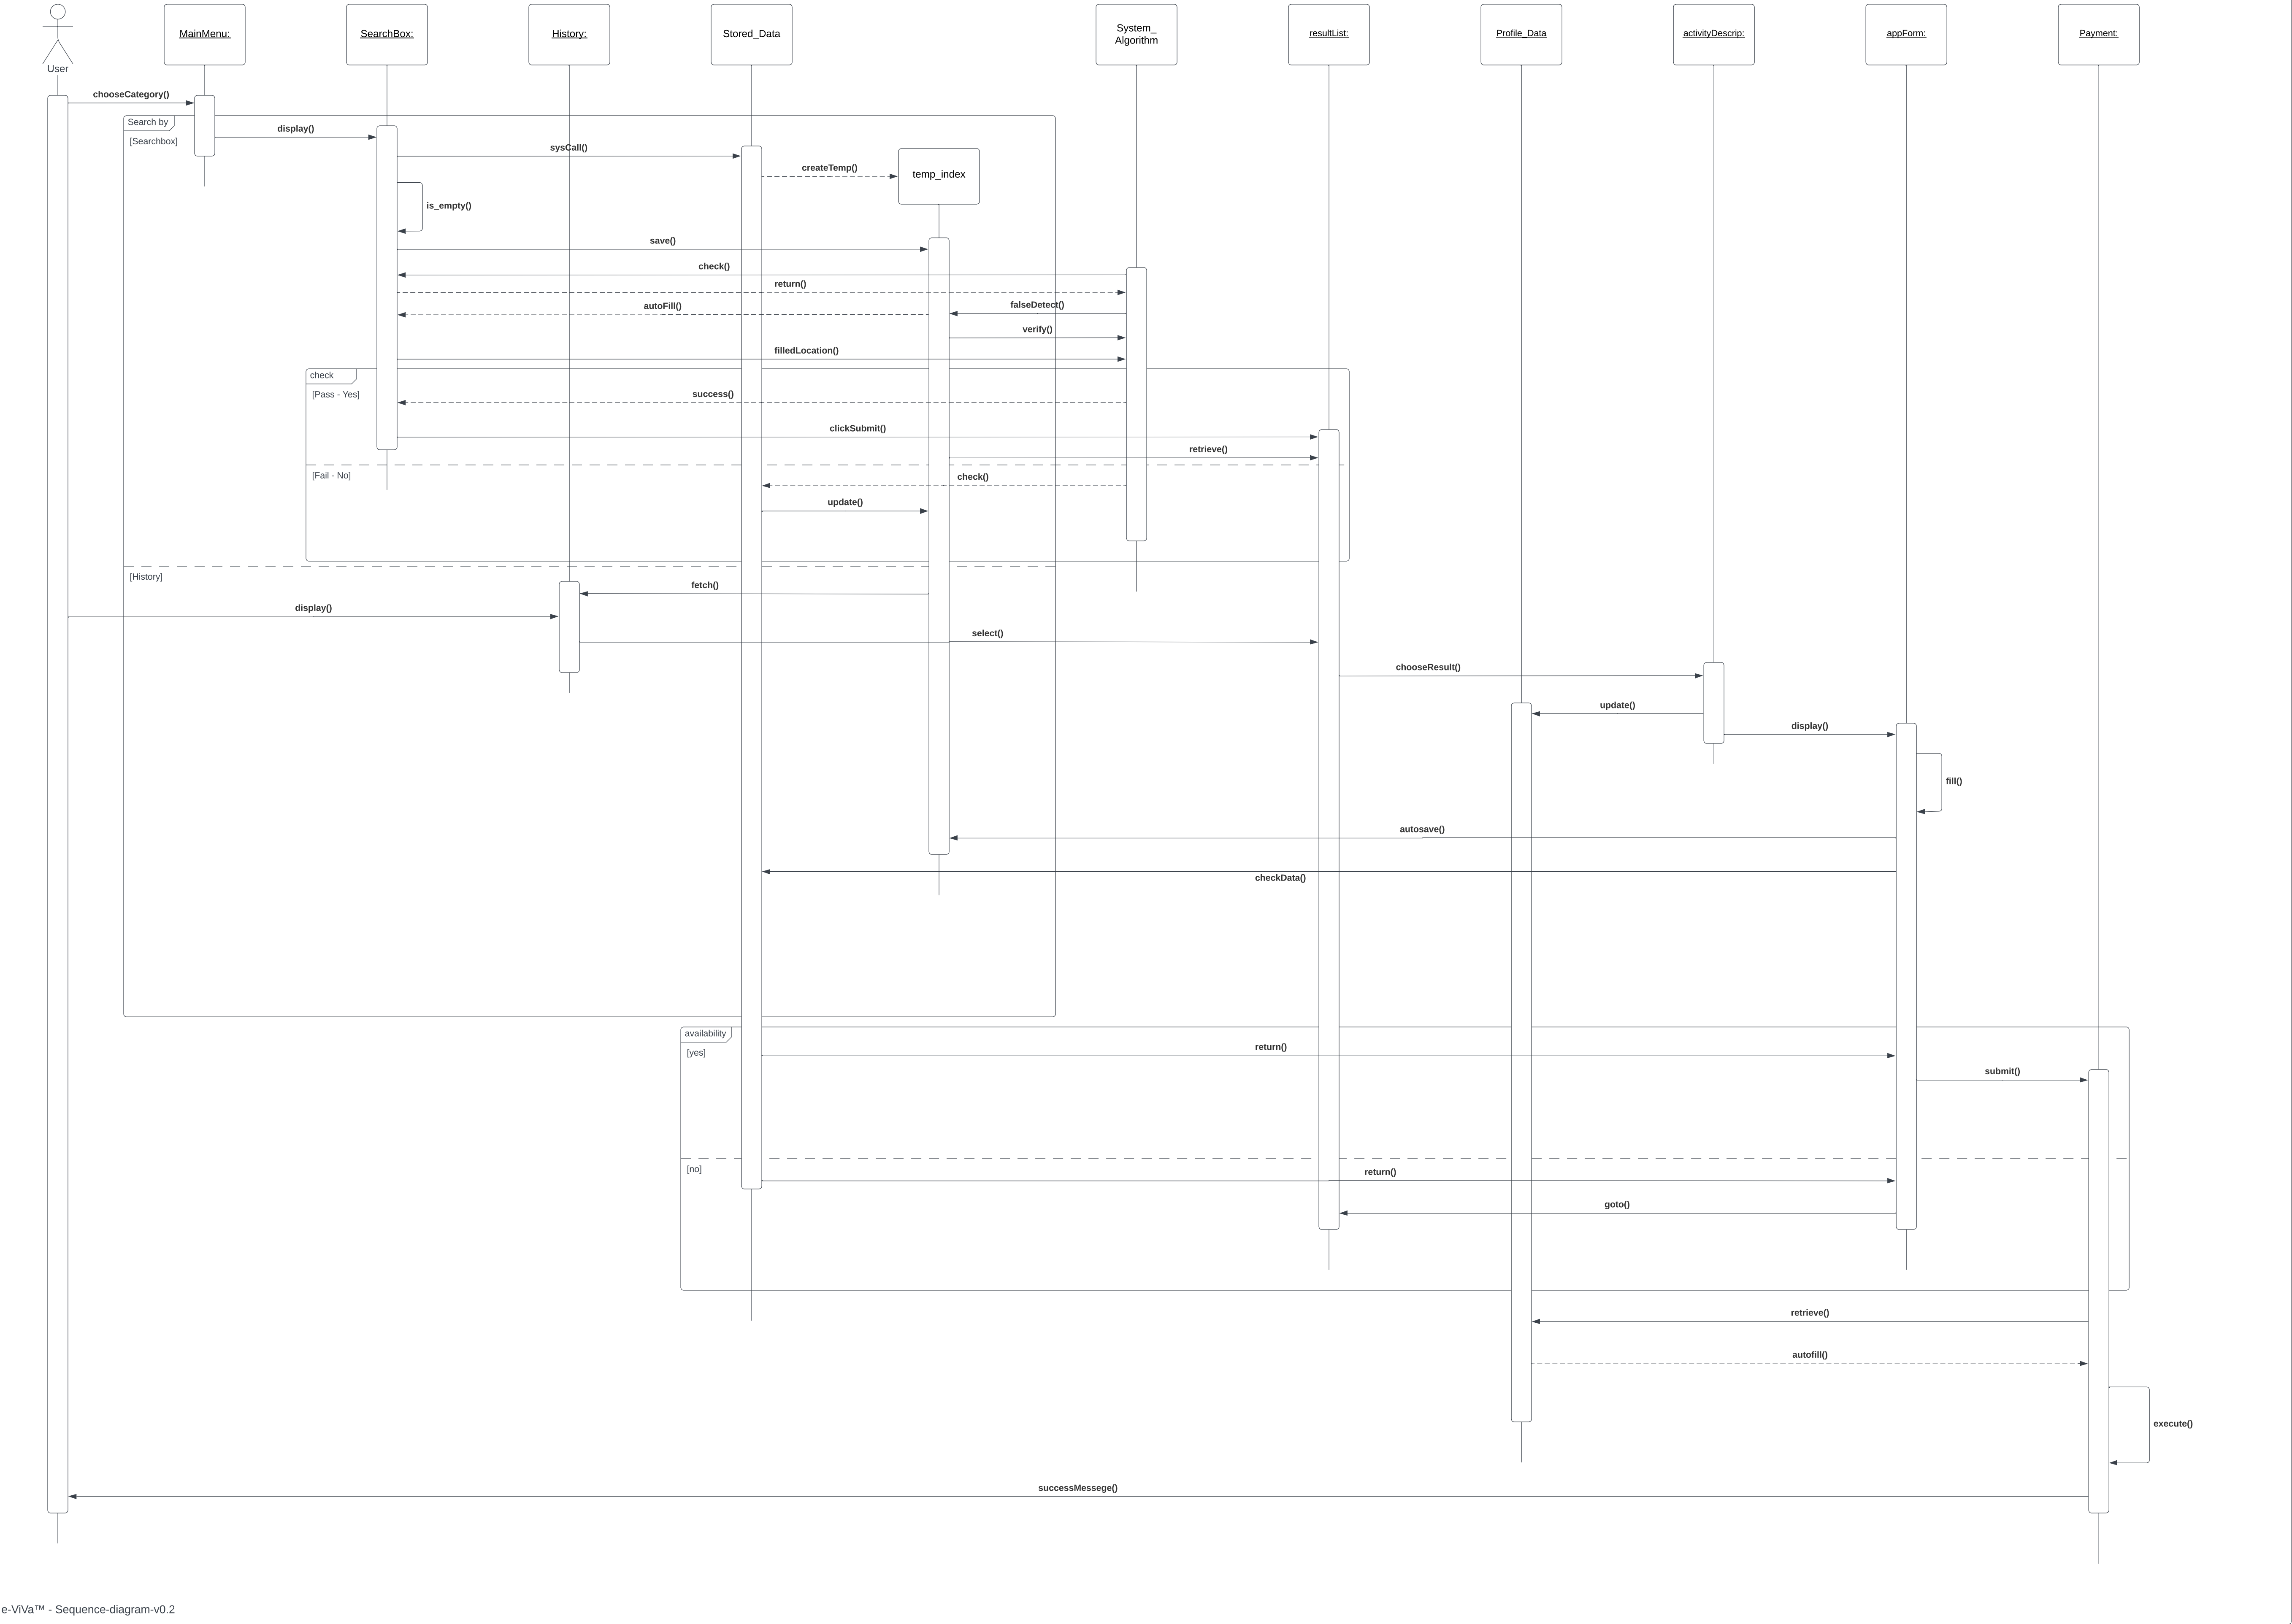 User
MainMenu:
SearchBox:
History:
Stored_Data
System_
Algorithm
resultList:
Profile_Data
activityDescrip:
appForm:
Payment:
chooseCategory()
Search by
[Searchbox]
display()
sysCall()
createTemp()
temp_index
is_empty()
save()
check()
return()
autoFill()
falseDetect()
verify()
filledLocation()
check
[Pass - Yes]
success()
clickSubmit()
retrieve()
[Fail - No]
check()
update()
[History]
fetch()
display()
select()
chooseResult()
update()
display()
fill()
autosave()
checkData()
availability
[yes]
return()
submit()
[no]
return()
goto()
retrieve()
autofill()
execute()
successMessege()
e-ViVa™ - Sequence-diagram-v0.2